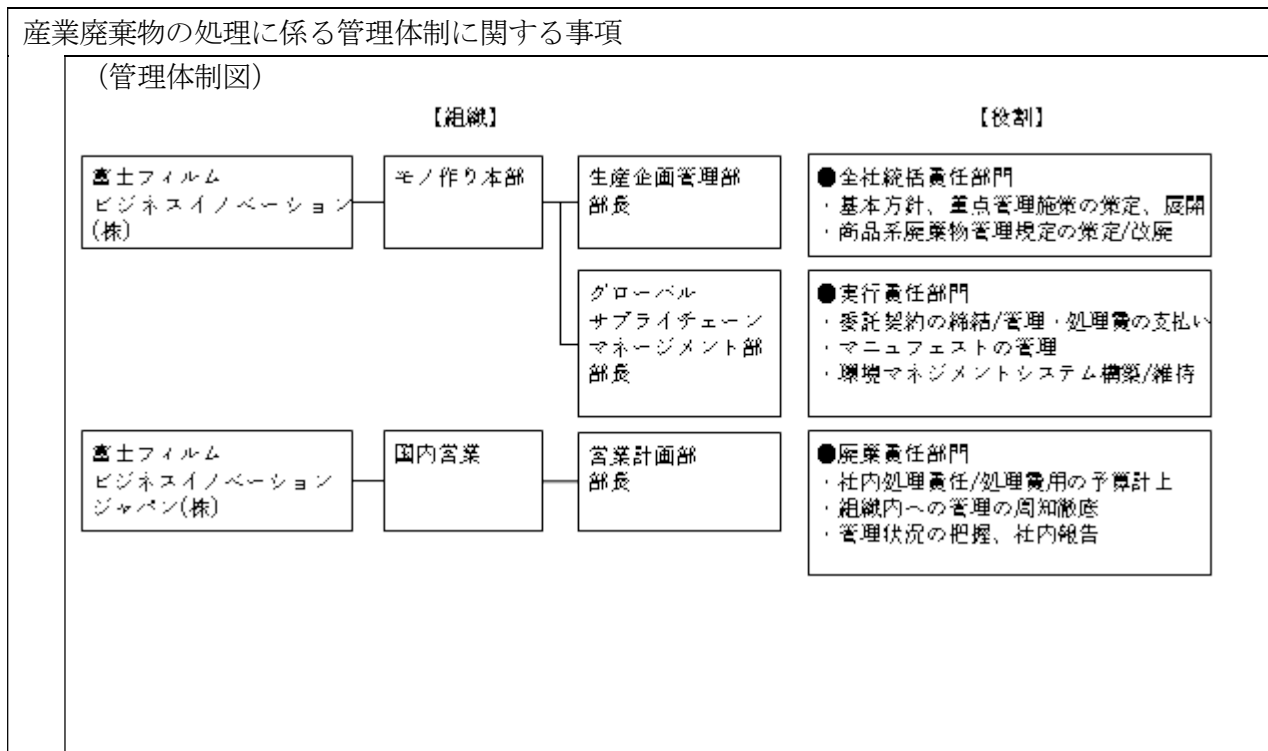 産業廃棄物の処理に係る管理体制に関する事項
（管理体制図）
【組織】
【役割】
富士フィルム
ビジネスイノベーション
(株)
モノ作り本部
生産企画管理部
部長
●全社統括責任部門
・基本方針、重点管理施策の策定、展開
・商品系廃棄物管理規定の策定/改廃
グローバル
サプライチェーン
マネージメント部
部長
●実行責任部門
・委託契約の締結/管理・処理費の支払い
・マニュフェストの管理
・環境マネジメントシステム構築/維持
富士フィルム
ビジネスイノベーション
ジャパン(株)
国内営業
営業計画部
部長
●廃棄責任部門
・社内処理責任/処理費用の予算計上
・組織内への管理の周知徹底
・管理状況の把握、社内報告